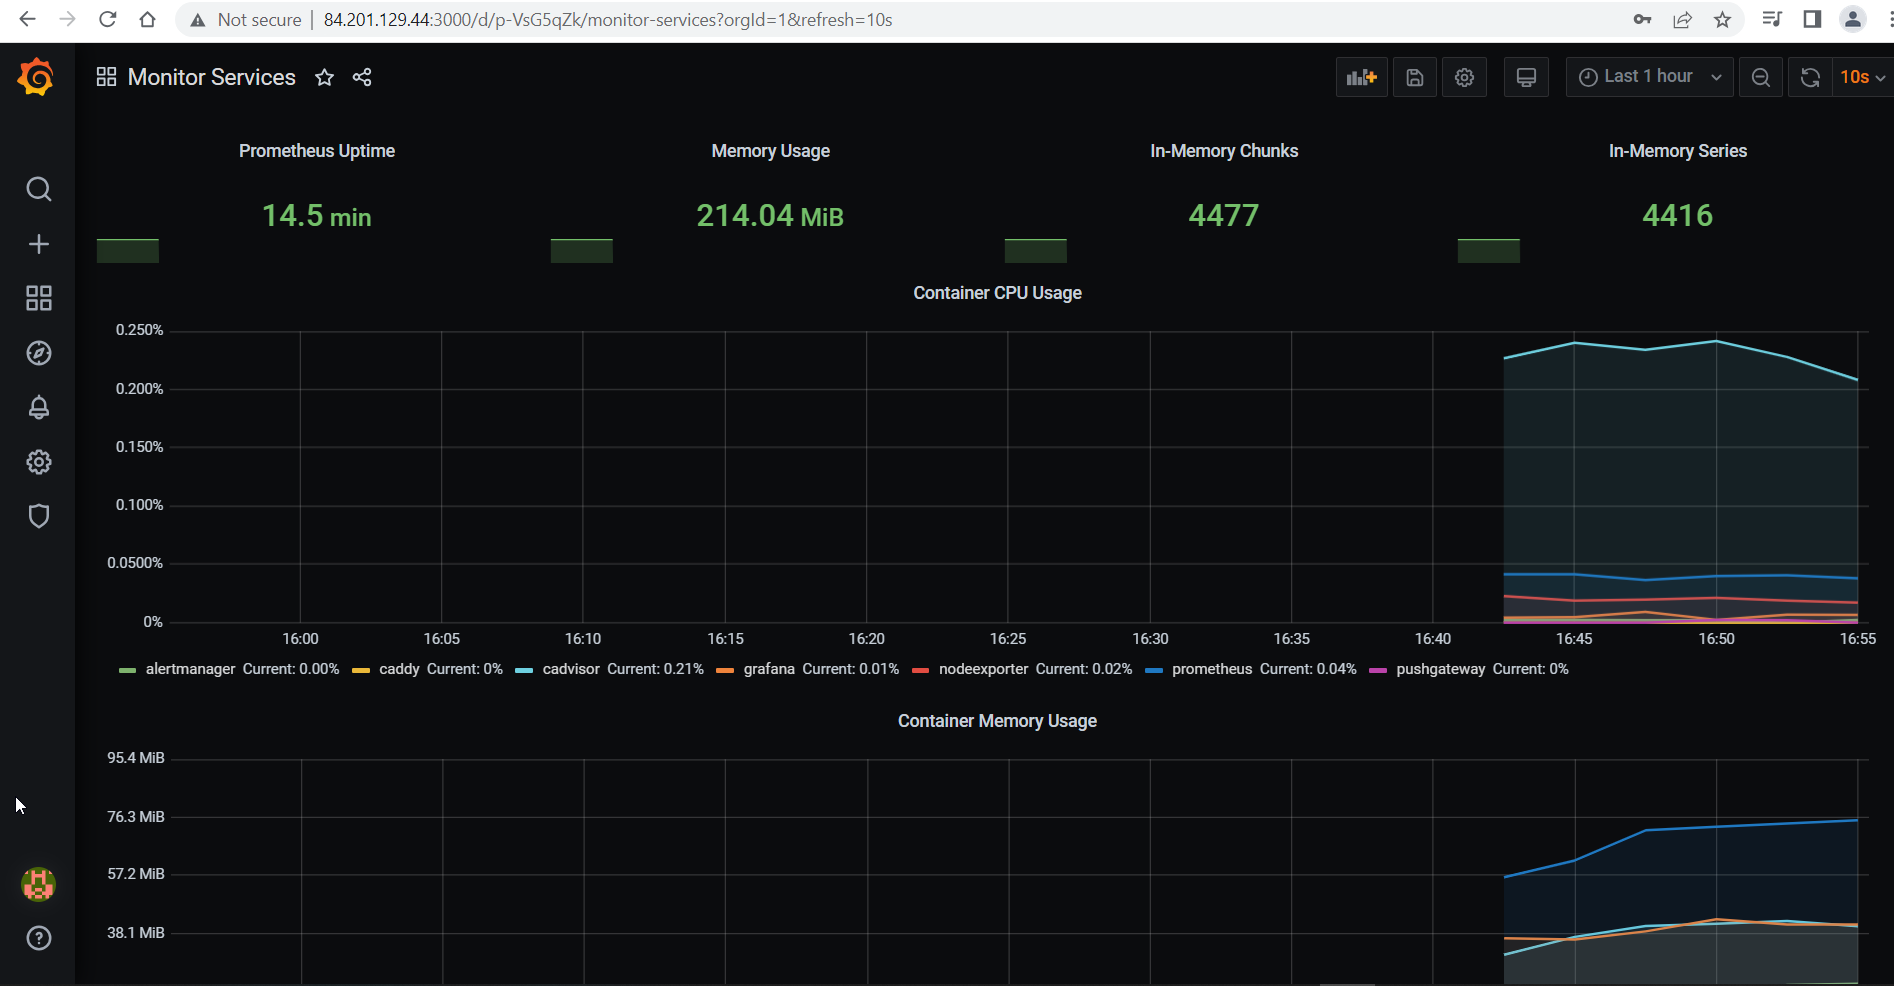 Not secure | 84.201.129.44:3000/d/p-VsG5qZk/monitor-services?orgId=1&refresh=10s
Monitor Services Last 1 hour 10s
Prometheus Uptime Memory Usage In-Memory Chunks In-Memory Series
14.5 min 214.04 MiB 4477 4416
Container CPU Usage
0.250%
0.200%
0.150%
0.100%
0.0500%
0%
16:00 16:05 16:10 16:15 16:20 16:25 16:30 16:35 16:40 16:45 16:50 16:55
alertmanager Current: 0.00% caddy Current: 0% cadvisor Current: 0.21% grafana Current: 0.01% nodeexporter Current: 0.02% prometheus Current: 0.04% pushgateway Current: 0%
Container Memory Usage
95.4 MiB
76.3 MiB
57.2 MiB
38.1 MiB